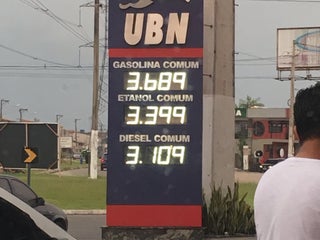 UBN
GASOLINA COMUM
3.689
ETANOL COMUM
3.399
DIESEL COMUM
3.109